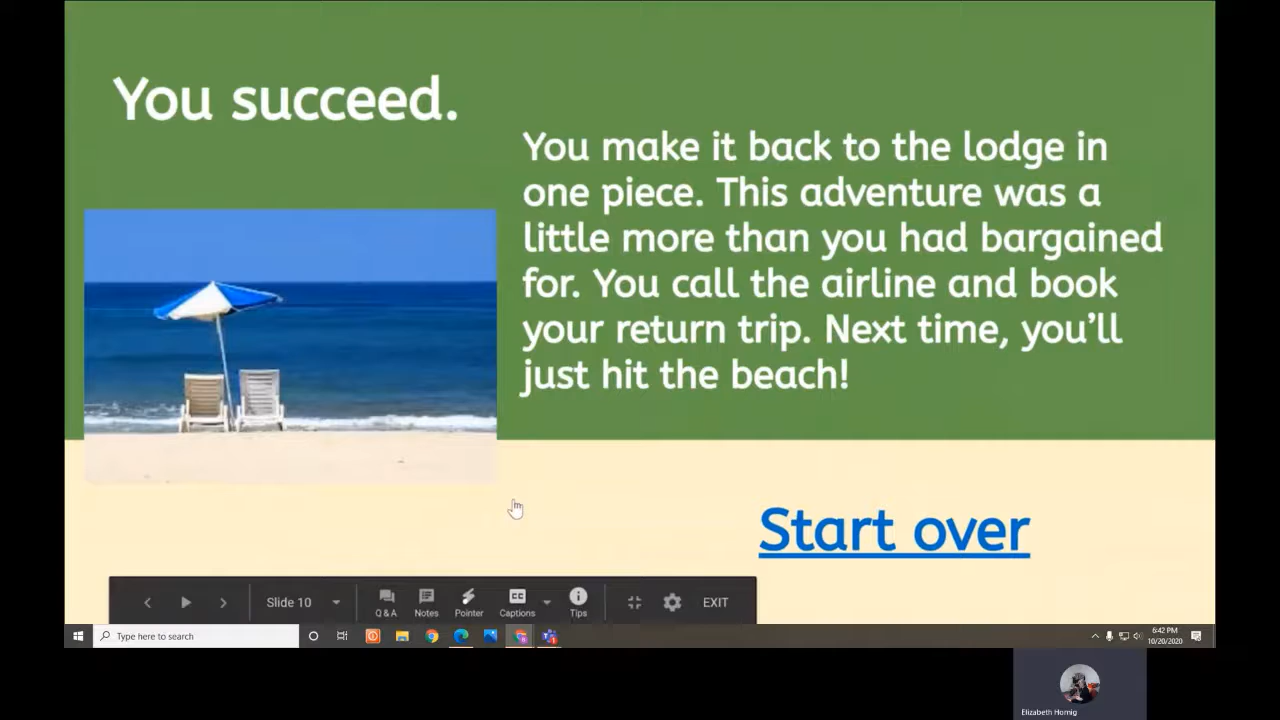 You succeed.
You make it back to the lodge in
one piece. This adventure was a
little more than you had bargained
for. You call the airline and book
your return trip. Next time, you'll
just hit the beach!
Start over
Slide 10
Q & A
Notes
Pointer
CC
Captions
Tips
EXIT
Type here to search
6:42 PM
10/20/2020
Elizabeth Hornig